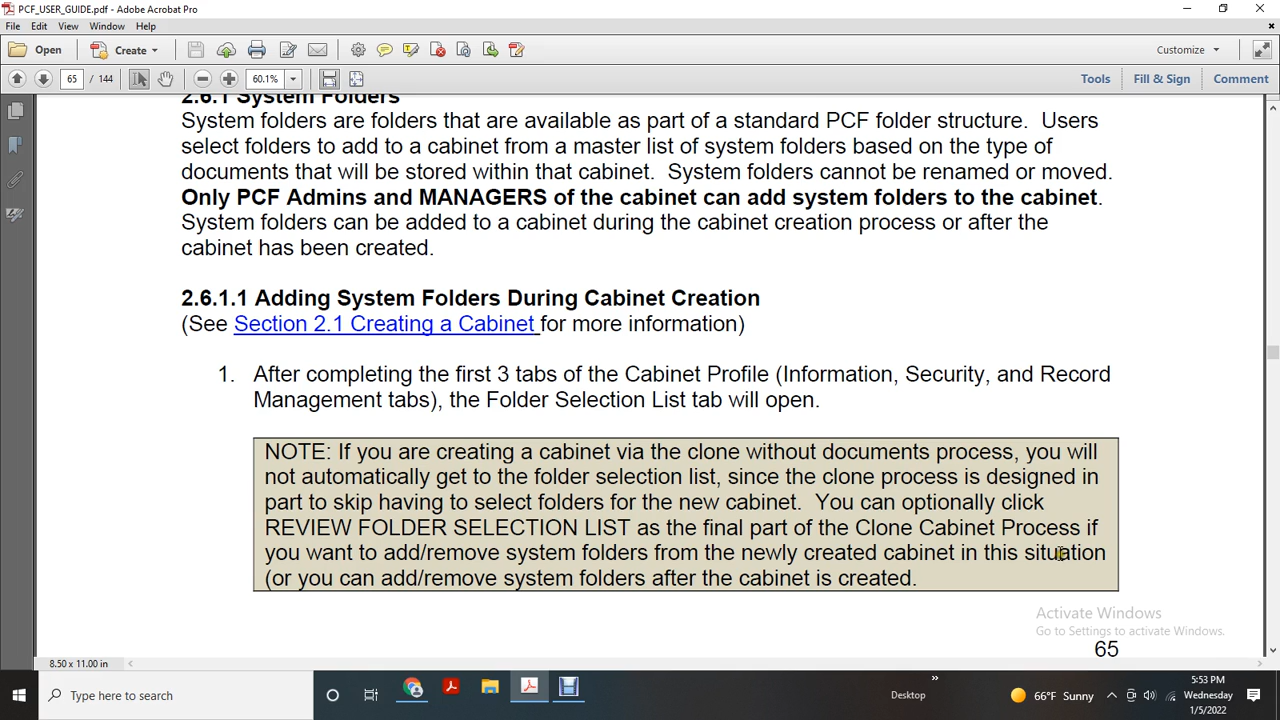 PCF_USER_GUIDE.pdf - Adobe Acrobat Pro
File Edit View Window Help
Open Create Customize
65 / 144 60.1% Tools Fill & Sign Comment
2.6.1 System Folders
System folders are folders that are available as part of a standard PCF folder structure. Users
select folders to add to a cabinet from a master list of system folders based on the type of
documents that will be stored within that cabinet. System folders cannot be renamed or moved.
Only PCF Admins and MANAGERS of the cabinet can add system folders to the cabinet.
System folders can be added to a cabinet during the cabinet creation process or after the
cabinet has been created.
2.6.1.1 Adding System Folders During Cabinet Creation
(See Section 2.1 Creating a Cabinet for more information)
1. After completing the first 3 tabs of the Cabinet Profile (Information, Security, and Record
Management tabs), the Folder Selection List tab will open.
NOTE: If you are creating a cabinet via the clone without documents process, you will
not automatically get to the folder selection list, since the clone process is designed in
part to skip having to select folders for the new cabinet. You can optionally click
REVIEW FOLDER SELECTION LIST as the final part of the Clone Cabinet Process if
you want to add/remove system folders from the newly created cabinet in this situation
(or you can add/remove system folders after the cabinet is created.
Activate Windows
Go to Settings to activate Windows.
65
8.50 x 11.00 in
Type here to search
Desktop
66°F Sunny
5:53 PM
Wednesday
1/5/2022